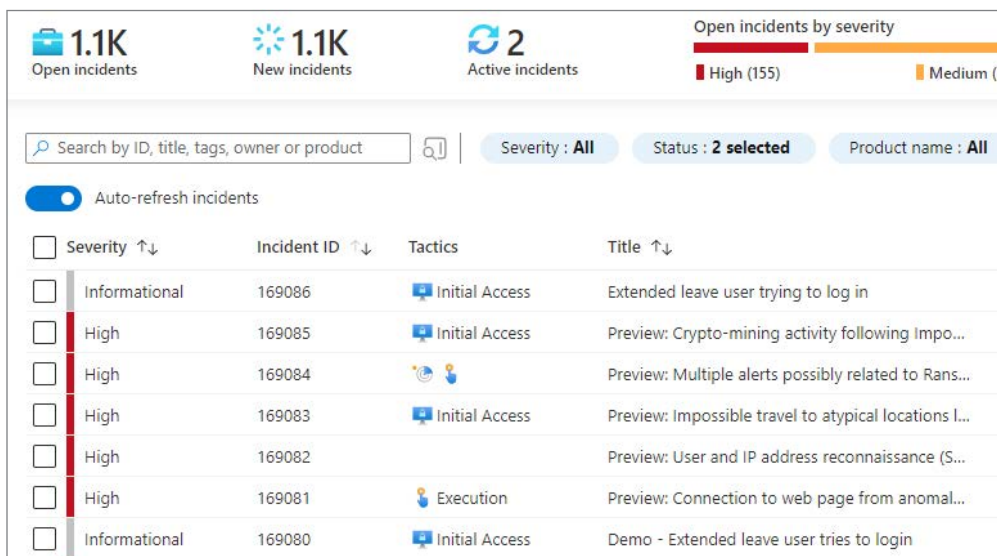 1.1K
Open incidents
1.1K
New incidents
2
Active incidents
Open incidents by severity
High (155)
Medium (
Search by ID, title, tags, owner or product
Severity : All
Status : 2 selected
Product name : All
Auto-refresh incidents
Severity ↑↓ Incident ID ↑↓ Tactics Title ↑↓
Informational 169086 Initial Access Extended leave user trying to log in
High 169085 Initial Access Preview: Crypto-mining activity following Impo...
High 169084 Preview: Multiple alerts possibly related to Rans...
High 169083 Initial Access Preview: Impossible travel to atypical locations l...
High 169082 Preview: User and IP address reconnaissance (S...
High 169081 Execution Preview: Connection to web page from anomal...
Informational 169080 Initial Access Demo - Extended leave user tries to login